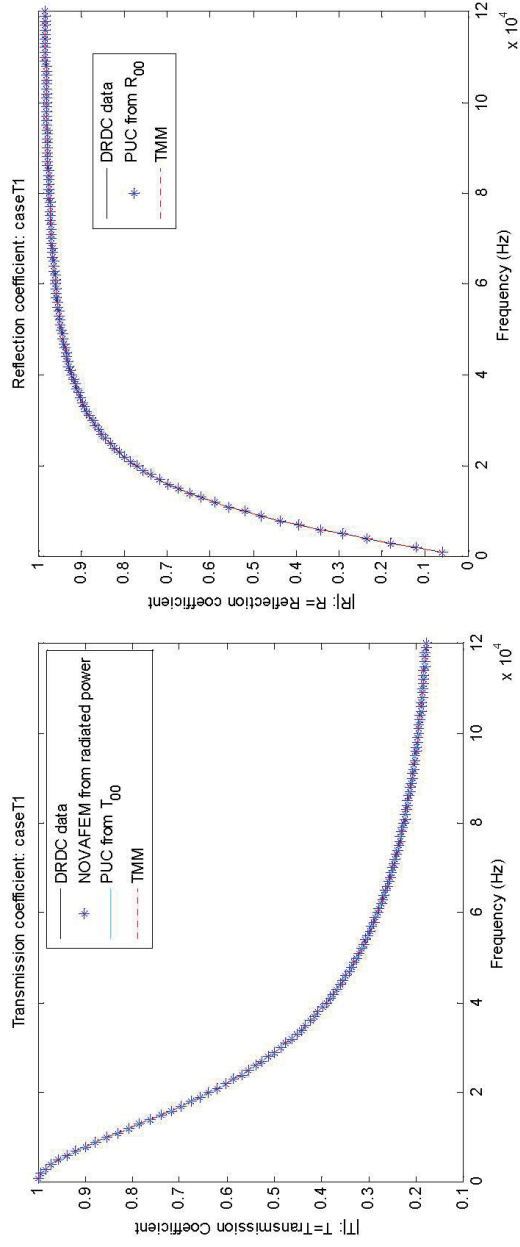 Transmission coefficient: caseT1
DRDC data
NOVAFEM from radiated power
PUC from T00
TMM
|T|: T=Transmission Coefficient
1
0.9
0.8
0.7
0.6
0.5
0.4
0.3
0.2
0.1
0
2
4
6
8
10
12
x 10^4
Frequency (Hz)
Reflection coefficient: caseT1
DRDC data
PUC from R00
TMM
|R|: R= Reflection coefficient
1
0.9
0.8
0.7
0.6
0.5
0.4
0.3
0.2
0.1
0
0
2
4
6
8
10
12
x 10^4
Frequency (Hz)